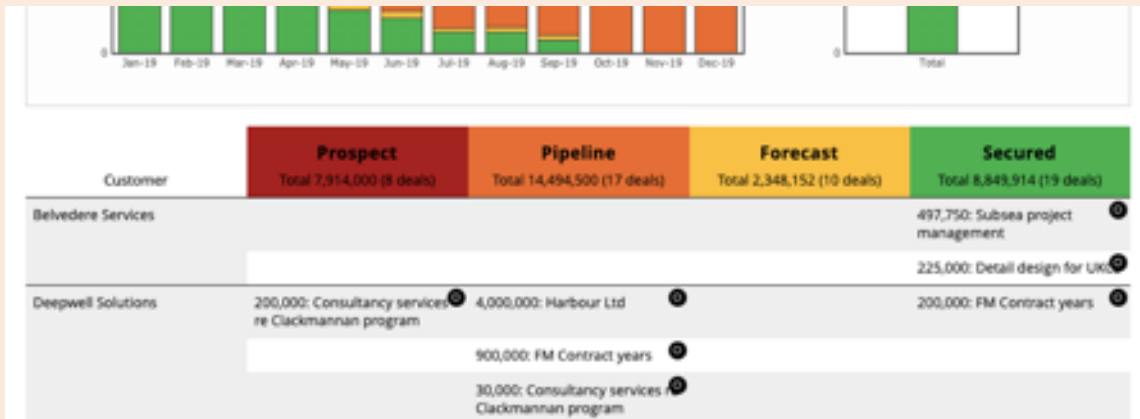 0 0
Jan-19 Feb-19 Mar-19 Apr-19 May-19 Jun-19 Jul-19 Aug-19 Sep-19 Oct-19 Nov-19 Dec-19 Total
Prospect Pipeline Forecast Secured
Customer Total 7,914,000 (8 deals) Total 14,494,500 (17 deals) Total 2,348,152 (10 deals) Total 8,849,914 (19 deals)
Belvedere Services 497,750: Subsea project
management
225,000: Detail design for
Deepwell Solutions 200,000: Consultancy services 4,000,000: Harbour Ltd 200,000: FM Contract years
re Clackmannan program
900,000: FM Contract years
30,000: Consultancy services
Clackmannan program